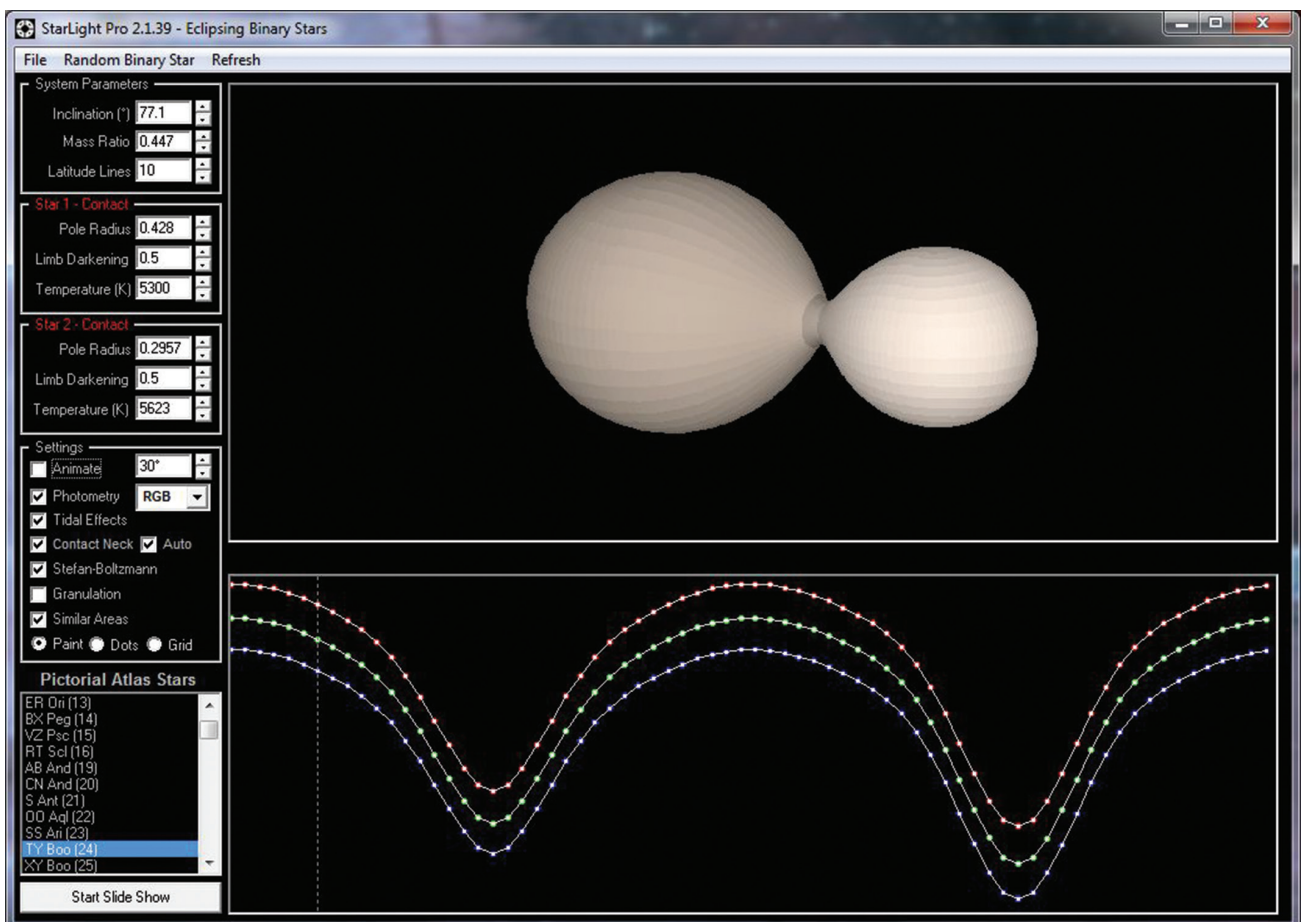 StarLight Pro 2.1.39 - Eclipsing Binary Stars
File Random Binary Star Refresh
System Parameters
Inclination (°) 77.1
Mass Ratio 0.447
Latitude Lines 10
Star 1 - Contact
Pole Radius 0.428
Limb Darkening 0.5
Temperature (K) 5300
Star 2 - Contact
Pole Radius 0.2957
Limb Darkening 0.5
Temperature (K) 5623
Settings
Animate 30°
Photometry RGB
Tidal Effects
Contact Neck Auto
Stefan-Boltzmann
Granulation
Similar Areas
Paint Dots Grid
Pictorial Atlas Stars
ER Ori (13)
BX Peg (14)
VZ Psc (15)
RT Scl (16)
AB And (19)
CN And (20)
S Ant (21)
OO Aql (22)
SS Ari (23)
TY Boo (24)
XY Boo (25)
Start Slide Show